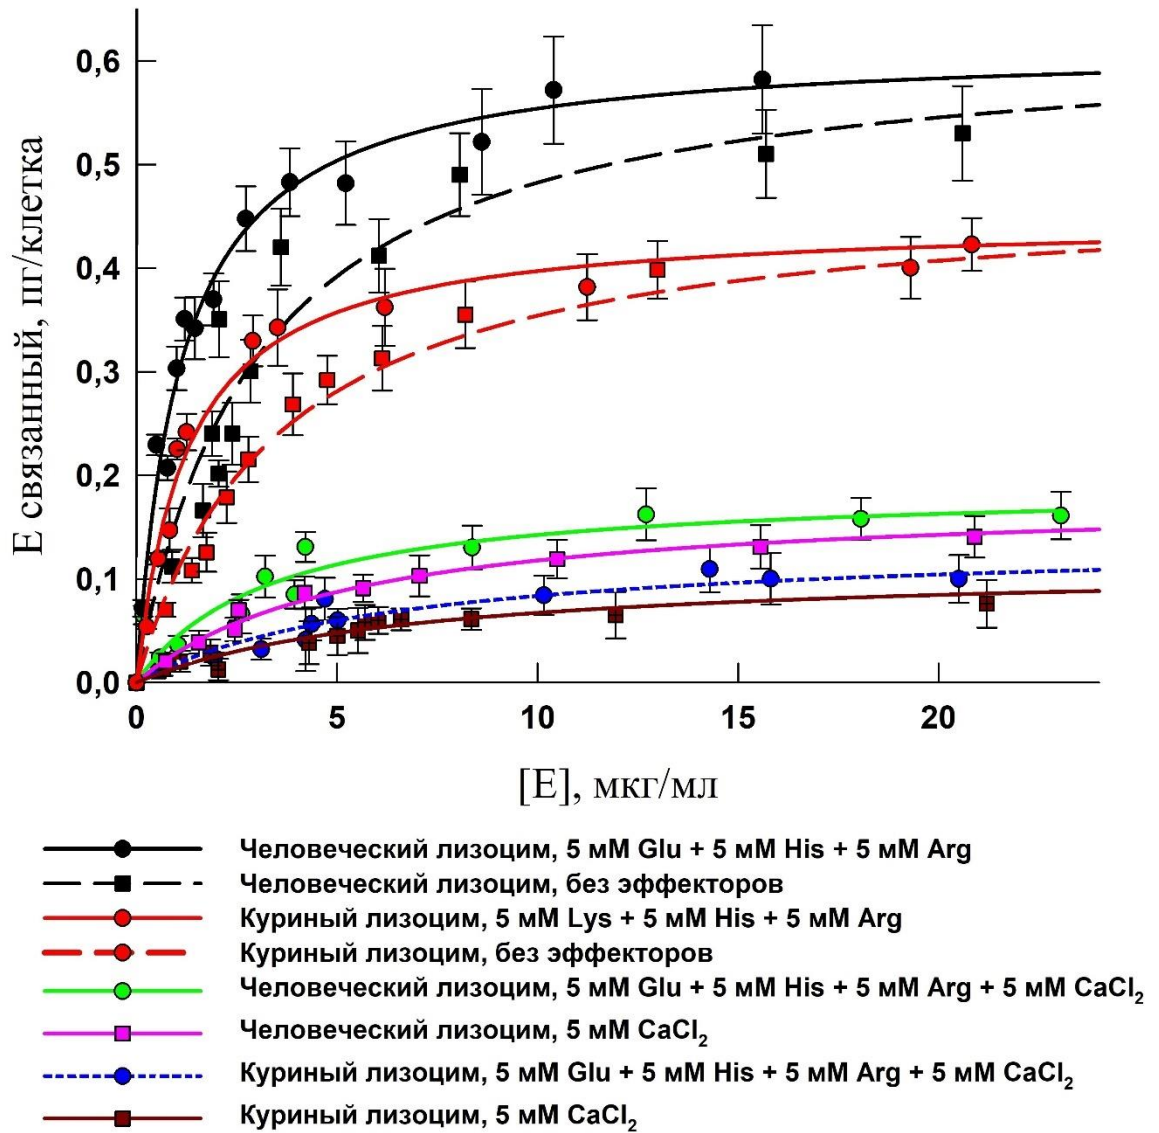 0,6
0,5
0,4
0,3
0,2
0,1
0,0
E связанный, пг/клетка
0 5 10 15 20
[E], мкг/мл
Человеческий лизоцим, 5 мМ Glu + 5 мМ His + 5 мМ Arg
Человеческий лизоцим, без эффекторов
Куриный лизоцим, 5 мМ Lys + 5 мМ His + 5 мМ Arg
Куриный лизоцим, без эффекторов
Человеческий лизоцим, 5 мМ Glu + 5 мМ His + 5 мМ Arg + 5 мМ CaCl₂
Человеческий лизоцим, 5 мМ CaCl₂
Куриный лизоцим, 5 мМ Glu + 5 мМ His + 5 мМ Arg + 5 мМ CaCl₂
Куриный лизоцим, 5 мМ CaCl₂